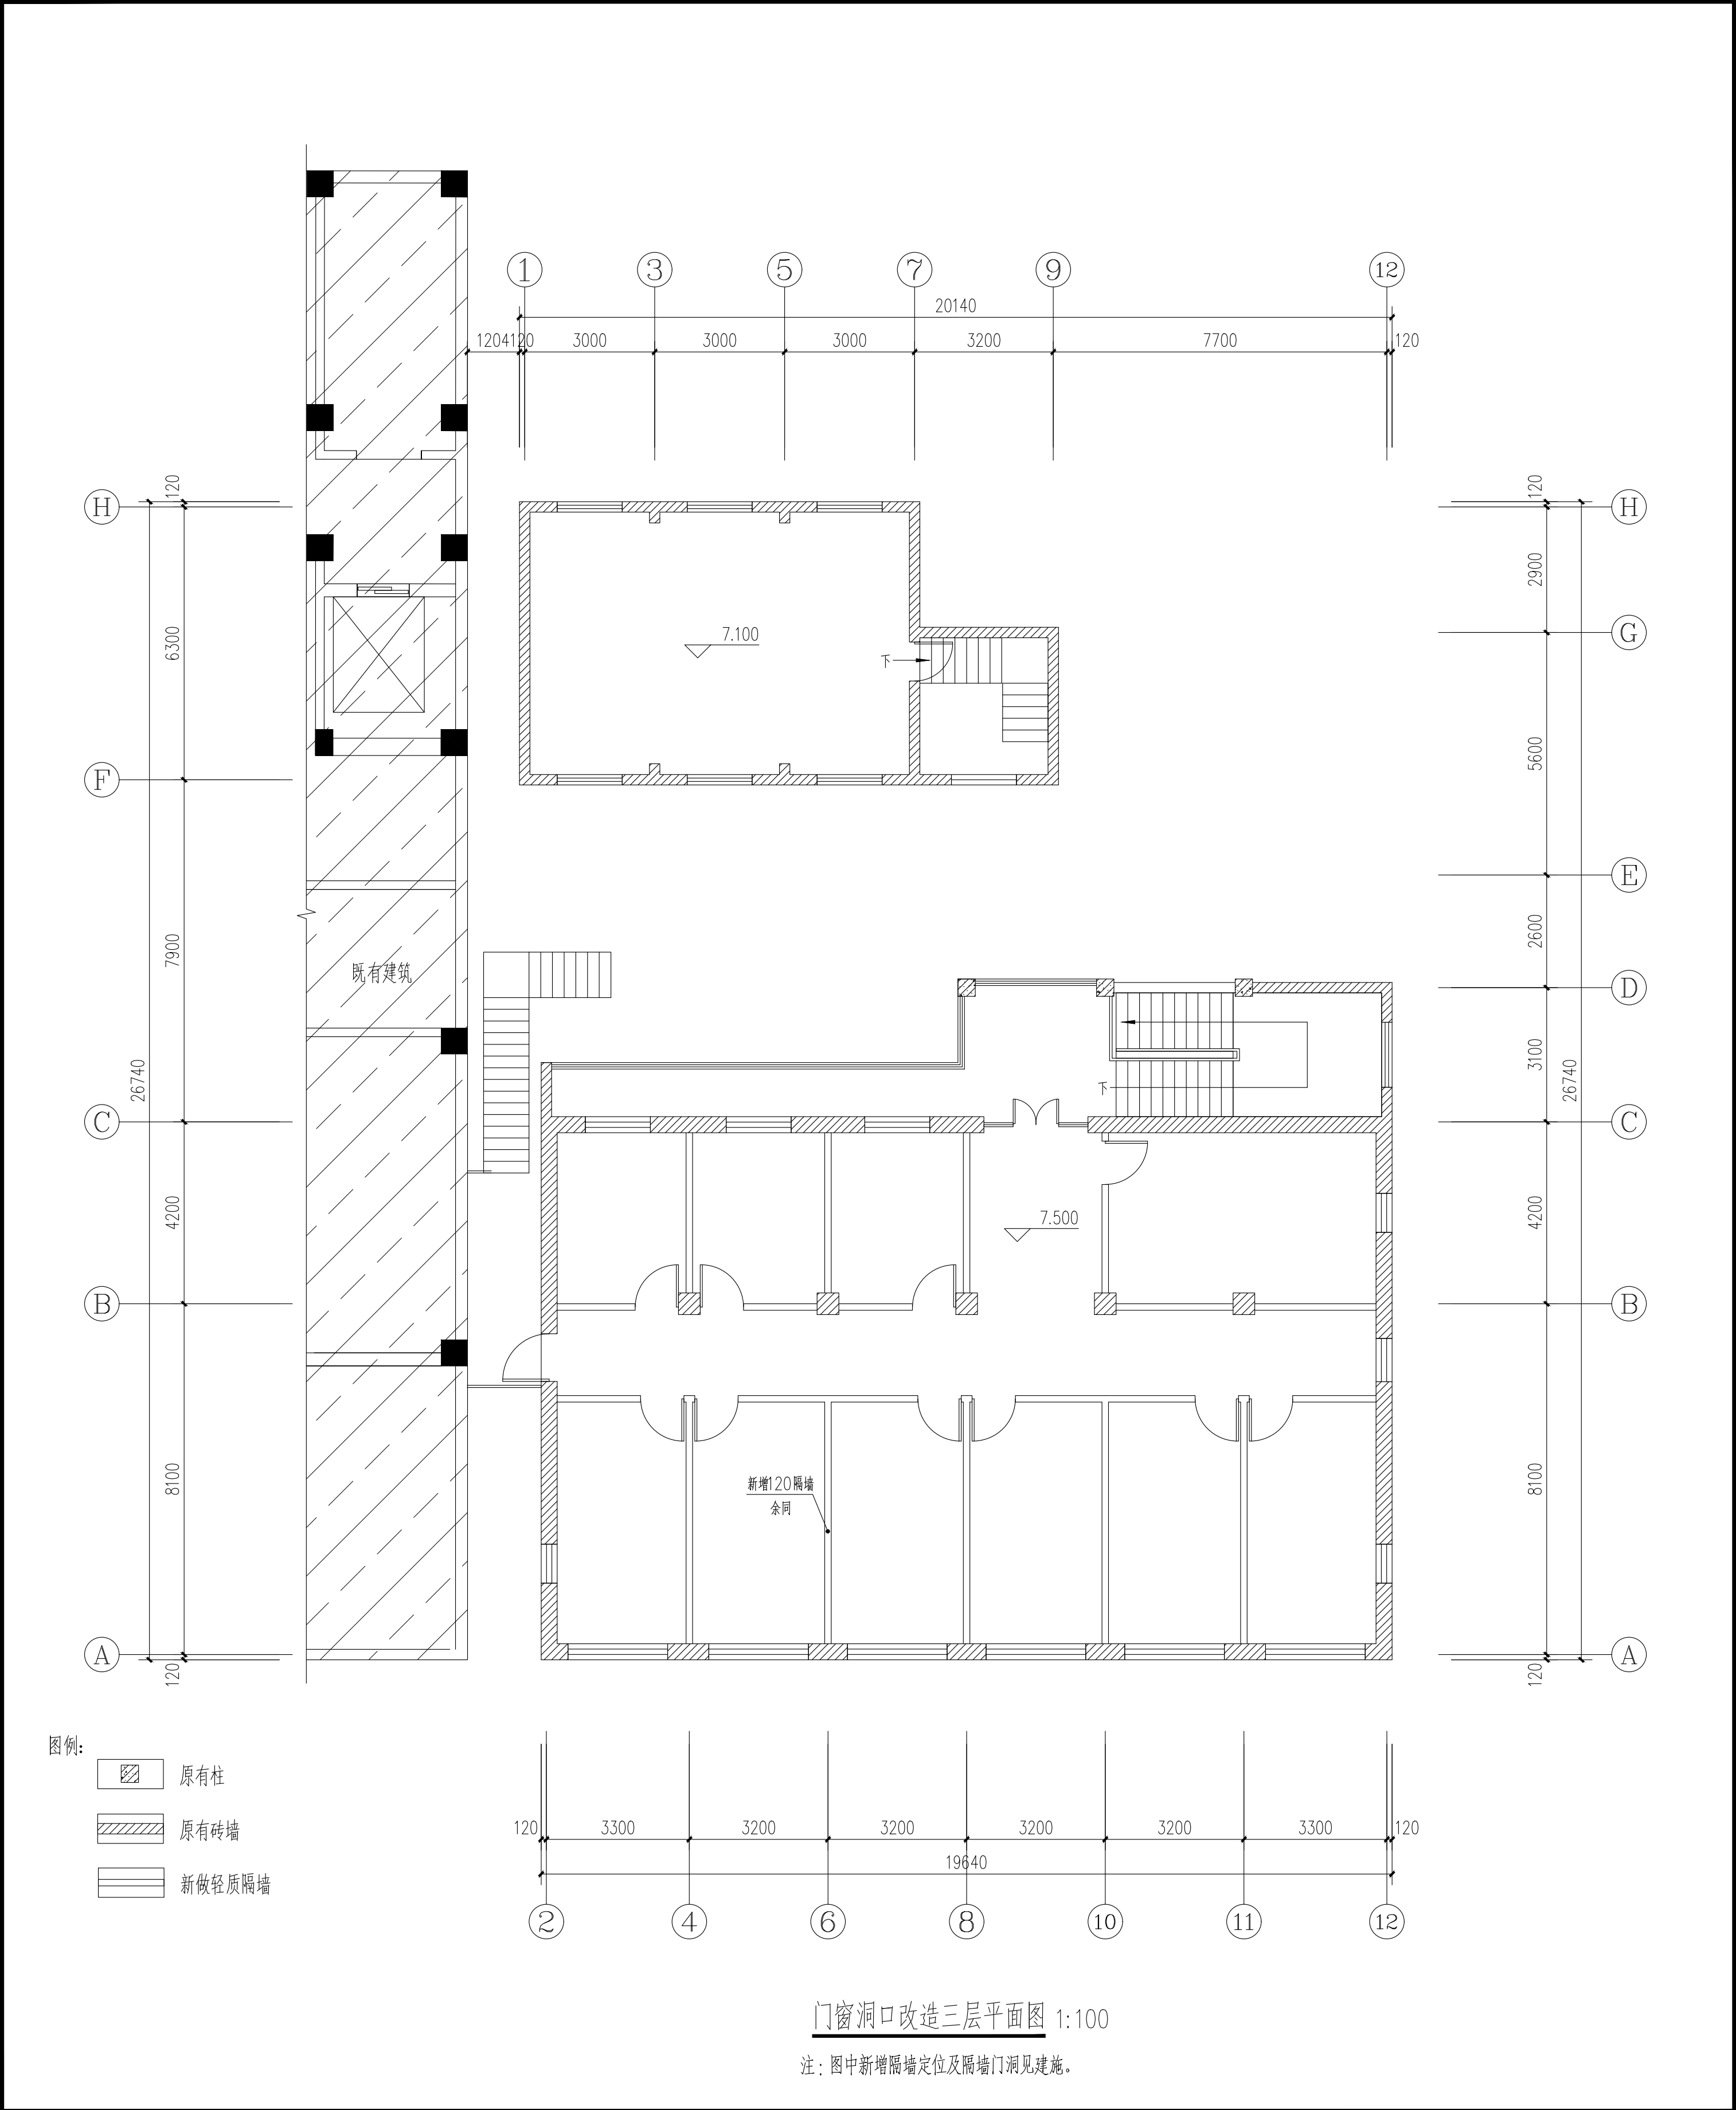 1 3 5 7 9 12
20140
1204 120 3000 3000 3000 3200 7700 120
H
120
H
120
2900
G
6300
7.100
下
5600
F
E
7900
2600
既有建筑
D
3100
26740
26740
下
C
C
4200
7.500
4200
B
B
8100
新增120隔墙
余同
8100
A
A
120
120
图例:
原有柱
原有砖墙
新做轻质隔墙
120 3300 3200 3200 3200 3200 3300 120
19640
2 4 6 8 10 11 12
门窗洞口改造三层平面图 1:100
注: 图中新增隔墙定位及隔墙门洞见建施。